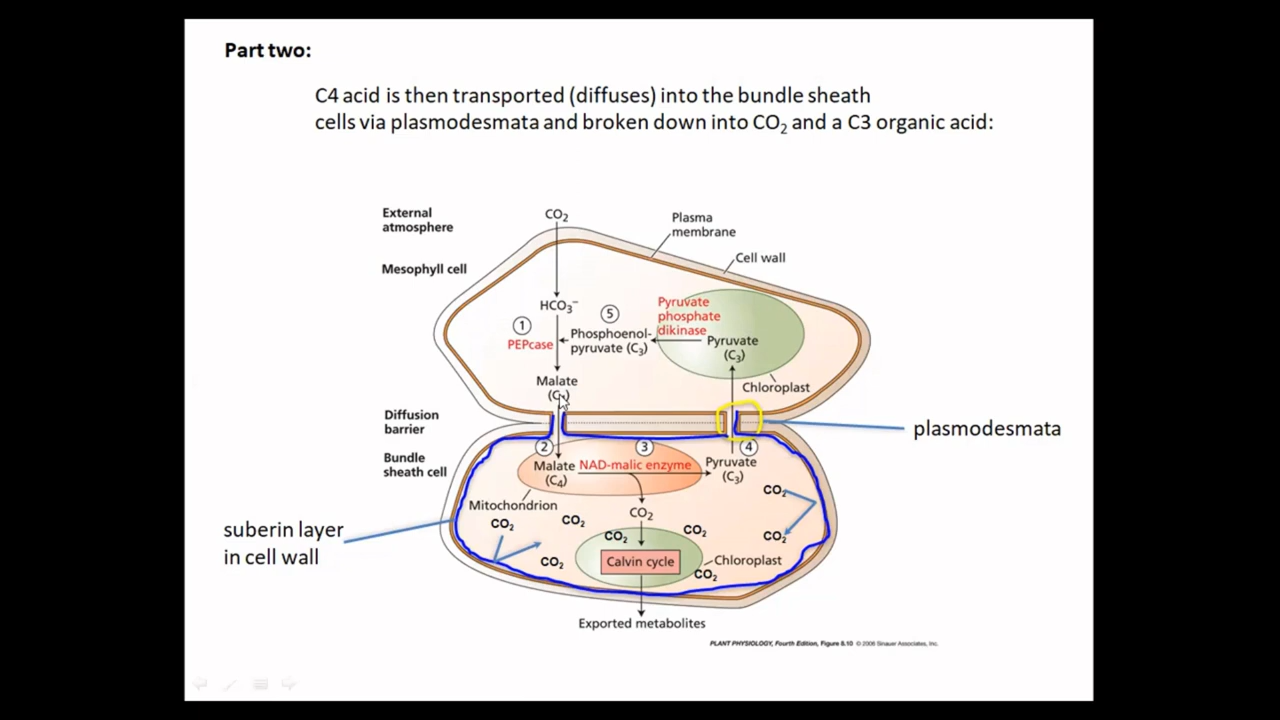 Part two:
C4 acid is then transported (diffuses) into the bundle sheath
cells via plasmodesmata and broken down into CO₂ and a C3 organic acid:
External
atmosphere
CO₂
Plasma
membrane
Cell wall
Mesophyll cell
HCO₃⁻
1
PEPcase
5
Phosphoenol-
pyruvate (C₃)
Pyruvate
phosphate
dikinase
Pyruvate
(C₃)
Chloroplast
Malate
(C₄)
Diffusion
barrier
plasmodesmata
Bundle
sheath cell
2
3
4
Malate
(C₄)
NAD-malic enzyme
Pyruvate
(C₃)
Mitochondrion
CO₂
CO₂
CO₂
CO₂
CO₂
CO₂
CO₂
CO₂
CO₂
suberin layer
in cell wall
Calvin cycle
Chloroplast
Exported metabolites
PLANT PHYSIOLOGY, Fourth Edition, Figure 8.10 © 2006 Sinauer Associates, Inc.